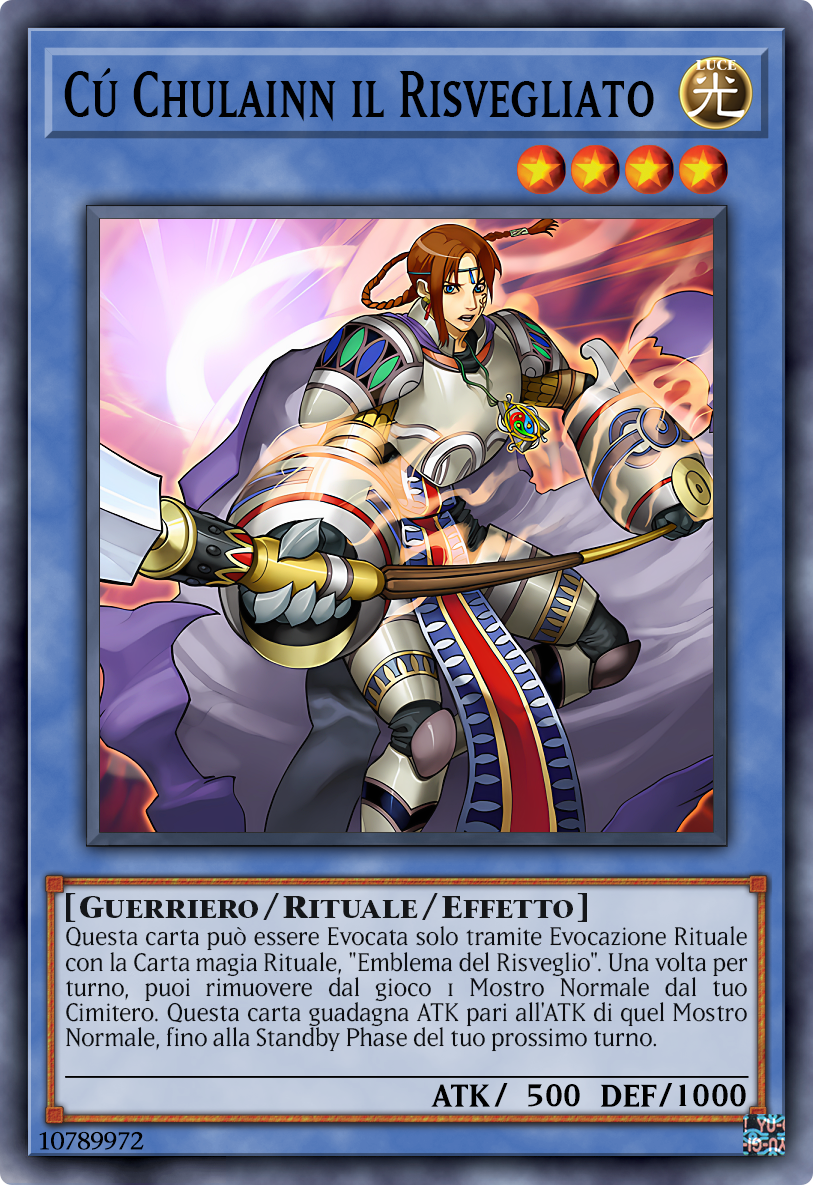 Cú Chulainn il Risvegliato
LUCE
光
[Guerriero/Rituale/Effetto]
Questa carta può essere Evocata solo tramite Evocazione Rituale
con la Carta magia Rituale, "Emblema del Risveglio". Una volta per
turno, puoi rimuovere dal gioco 1 Mostro Normale dal tuo
Cimitero. Questa carta guadagna ATK pari all'ATK di quel Mostro
Normale, fino alla Standby Phase del tuo prossimo turno.
ATK/ 500 DEF/1000
10789972